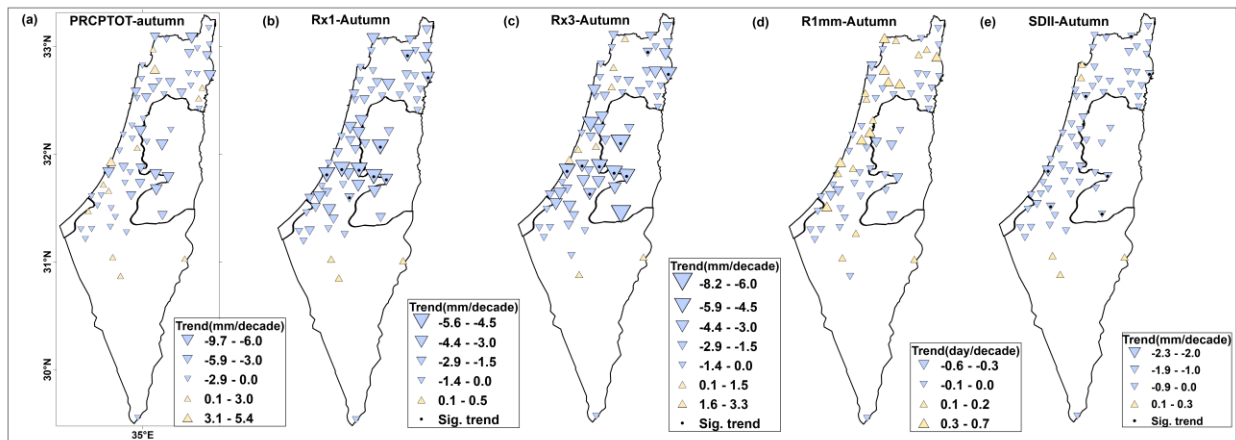 (a) PRCPTOT-autumn
33°N
32°N
31°N
30°N
35°E
Trend(mm/decade)
-9.7 - -6.0
-5.9 - -3.0
-2.9 - 0.0
0.1 - 3.0
3.1 - 5.4
(b) Rx1-Autumn
Trend(mm/decade)
-5.6 - -4.5
-4.4 - -3.0
-2.9 - -1.5
-1.4 - 0.0
0.1 - 0.5
Sig. trend
(c) Rx3-Autumn
Trend(mm/decade)
-8.2 - -6.0
-5.9 - -4.5
-4.4 - -3.0
-2.9 - -1.5
-1.4 - 0.0
0.1 - 1.5
1.6 - 3.3
Sig. trend
(d) R1mm-Autumn
Trend(day/decade)
-0.6 - -0.3
-0.1 - 0.0
0.1 - 0.2
0.3 - 0.7
(e) SDII-Autumn
Trend(mm/decade)
-2.3 - -2.0
-1.9 - -1.0
-0.9 - 0.0
0.1 - 0.3
Sig. trend